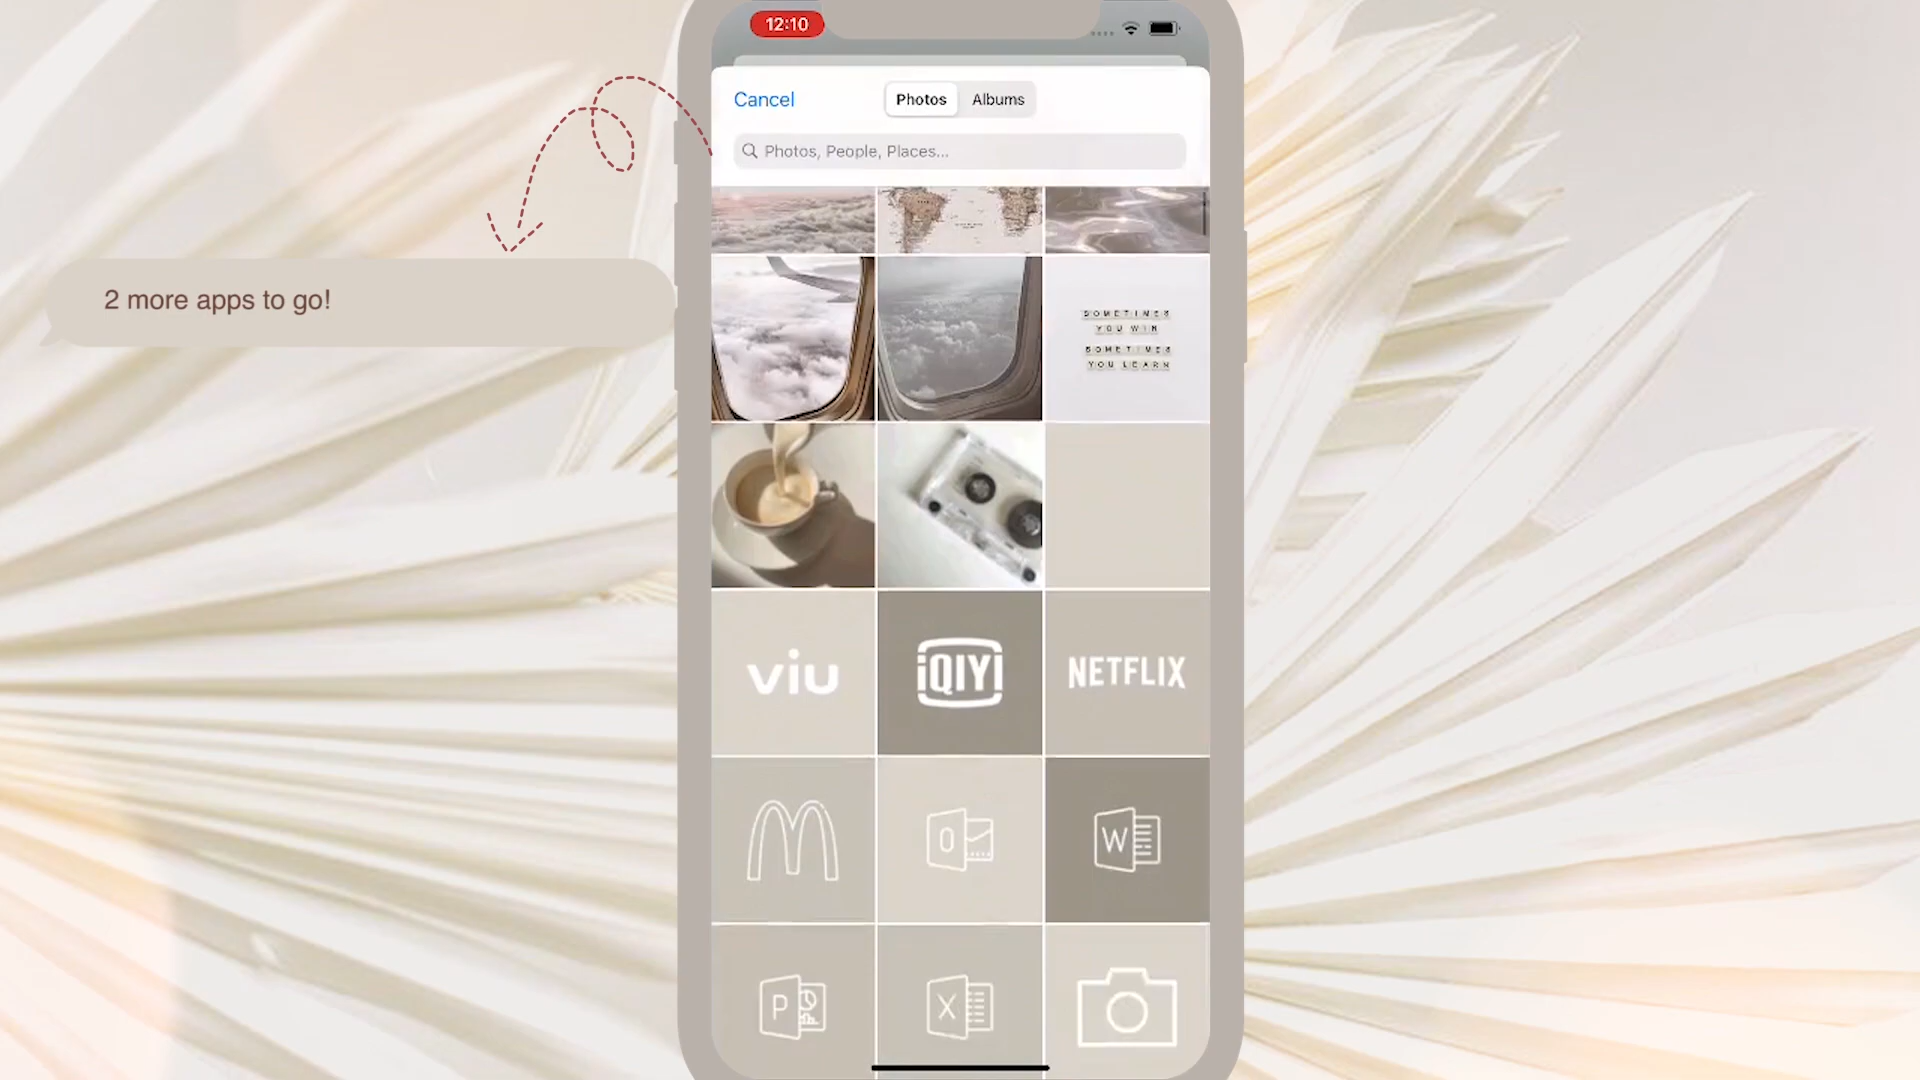 12:10
Cancel
Photos
Albums
Photos, People, Places...
2 more apps to go!
SOMETIMES
YOU WIN
SOMETIMES
YOU LEARN
viu
iQIYI
NETFLIX
O
W
P
X